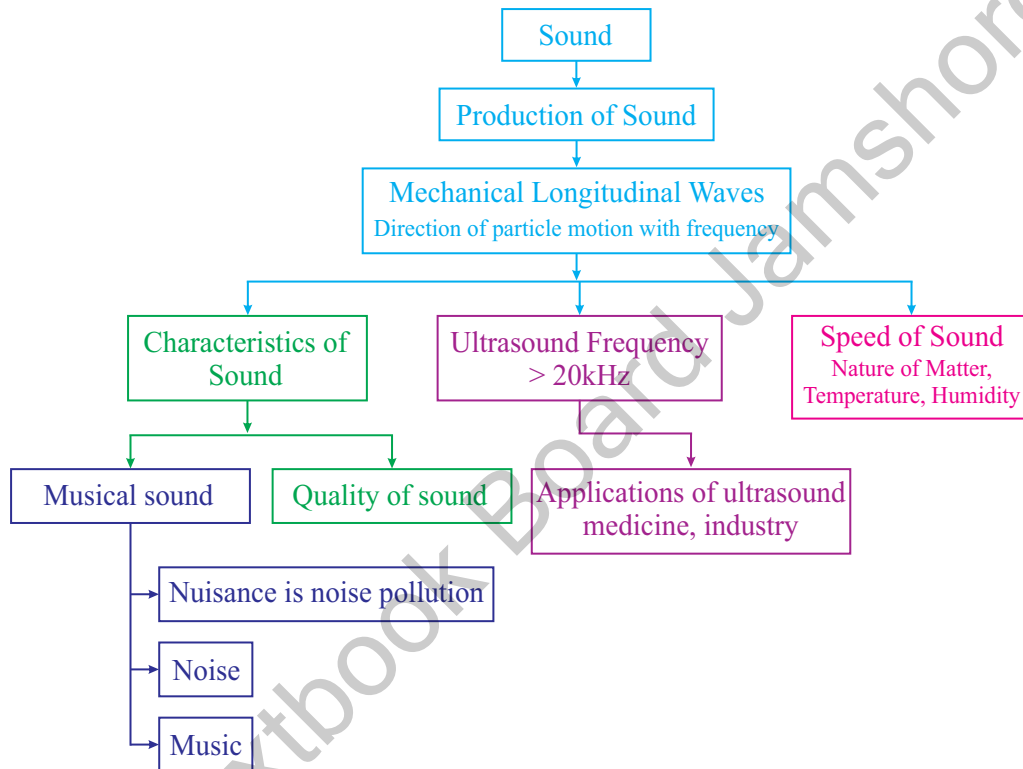 Sound
Production of Sound
Mechanical Longitudinal Waves
Direction of particle motion with frequency
Characteristics of
Sound
Ultrasound Frequency
> 20kHz
Speed of Sound
Nature of Matter,
Temperature, Humidity
Musical sound
Quality of sound
Applications of ultrasound
medicine, industry
Nuisance is noise pollution
Noise
Music
Board